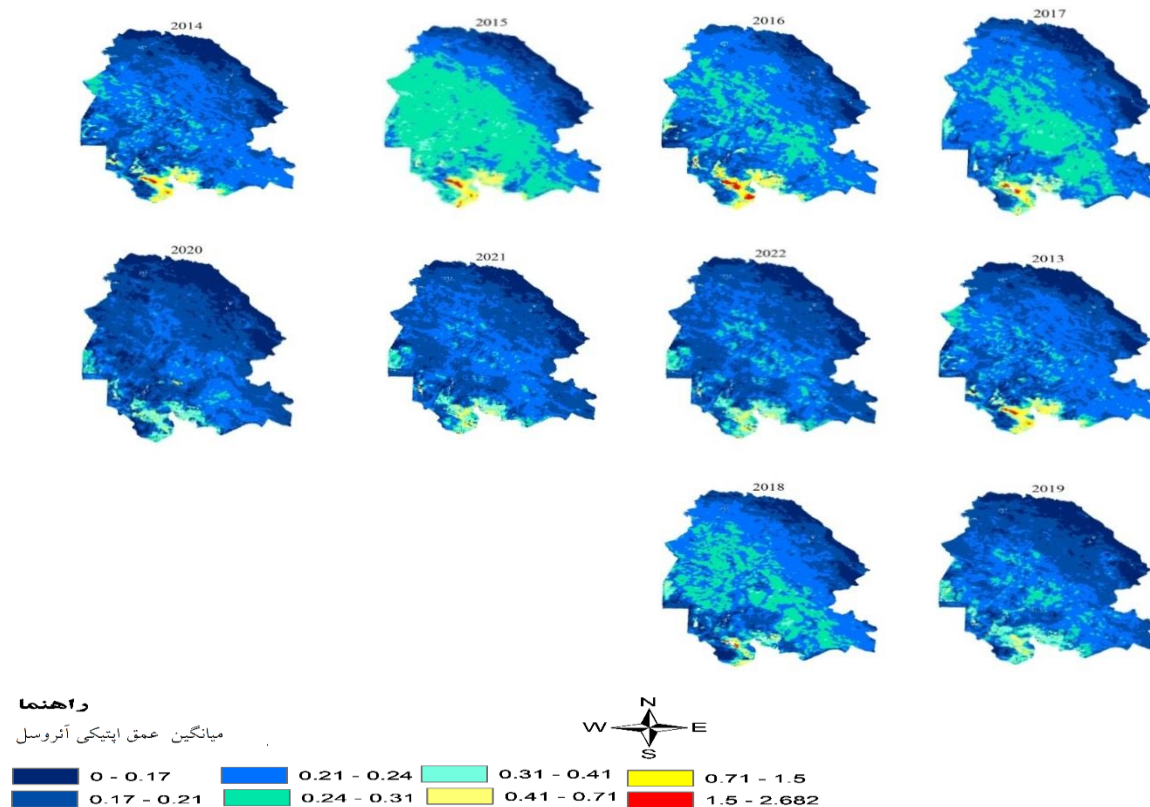 2014 2015 2016 2017
2020 2021 2022 2013
2018 2019
راهنما
میانگین عمق اپتیکی آئروسل
N
W E
S
0 - 0.17 0.21 - 0.24 0.31 - 0.41 0.71 - 1.5
0.17 - 0.21 0.24 - 0.31 0.41 - 0.71 1.5 - 2.682